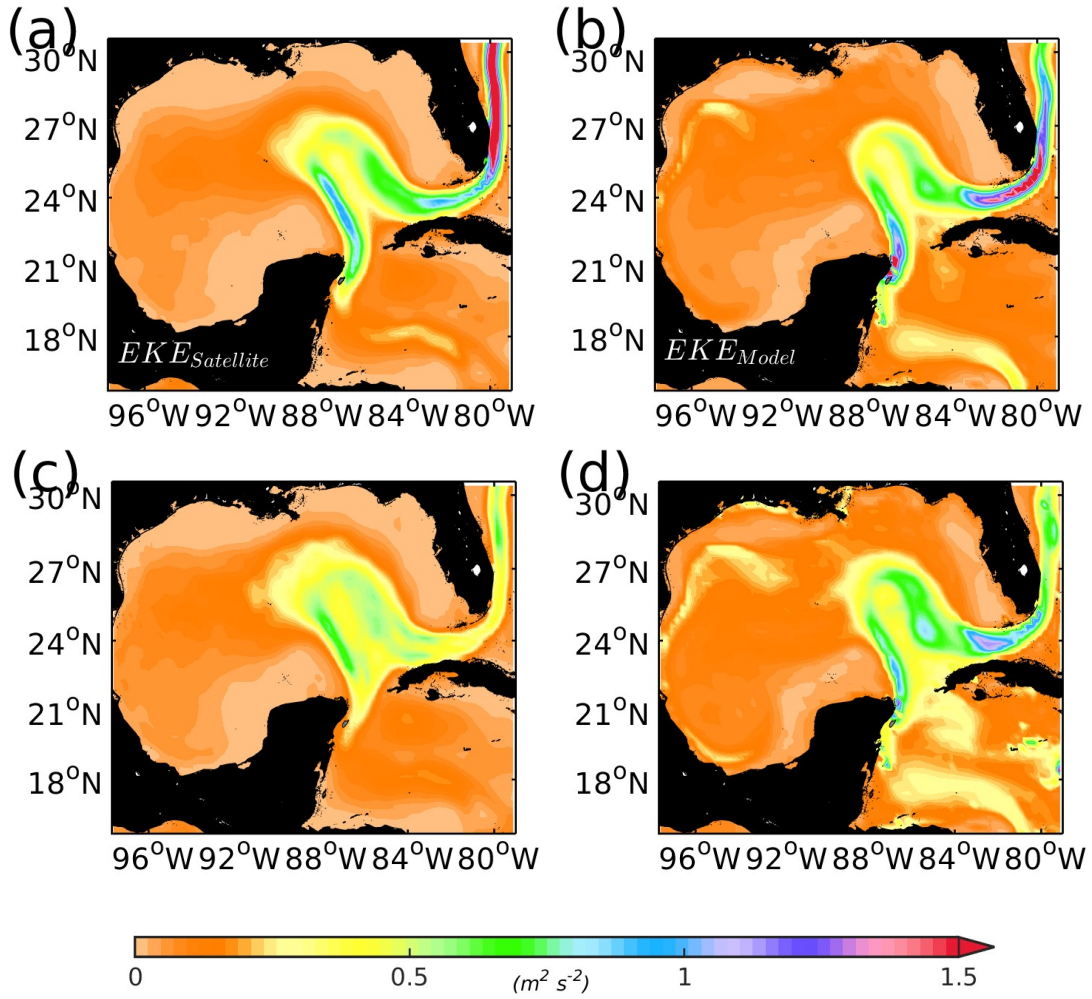 (a) (b)
30°N 30°N
27°N 27°N
24°N 24°N
21°N 21°N
18°N 18°N
EKE_Satellite EKE_Model
96°W 92°W 88°W 84°W 80°W 96°W 92°W 88°W 84°W 80°W
(c) (d)
30°N 30°N
27°N 27°N
24°N 24°N
21°N 21°N
18°N 18°N
96°W 92°W 88°W 84°W 80°W 96°W 92°W 88°W 84°W 80°W
0 0.5 1 1.5
(m² s⁻²)